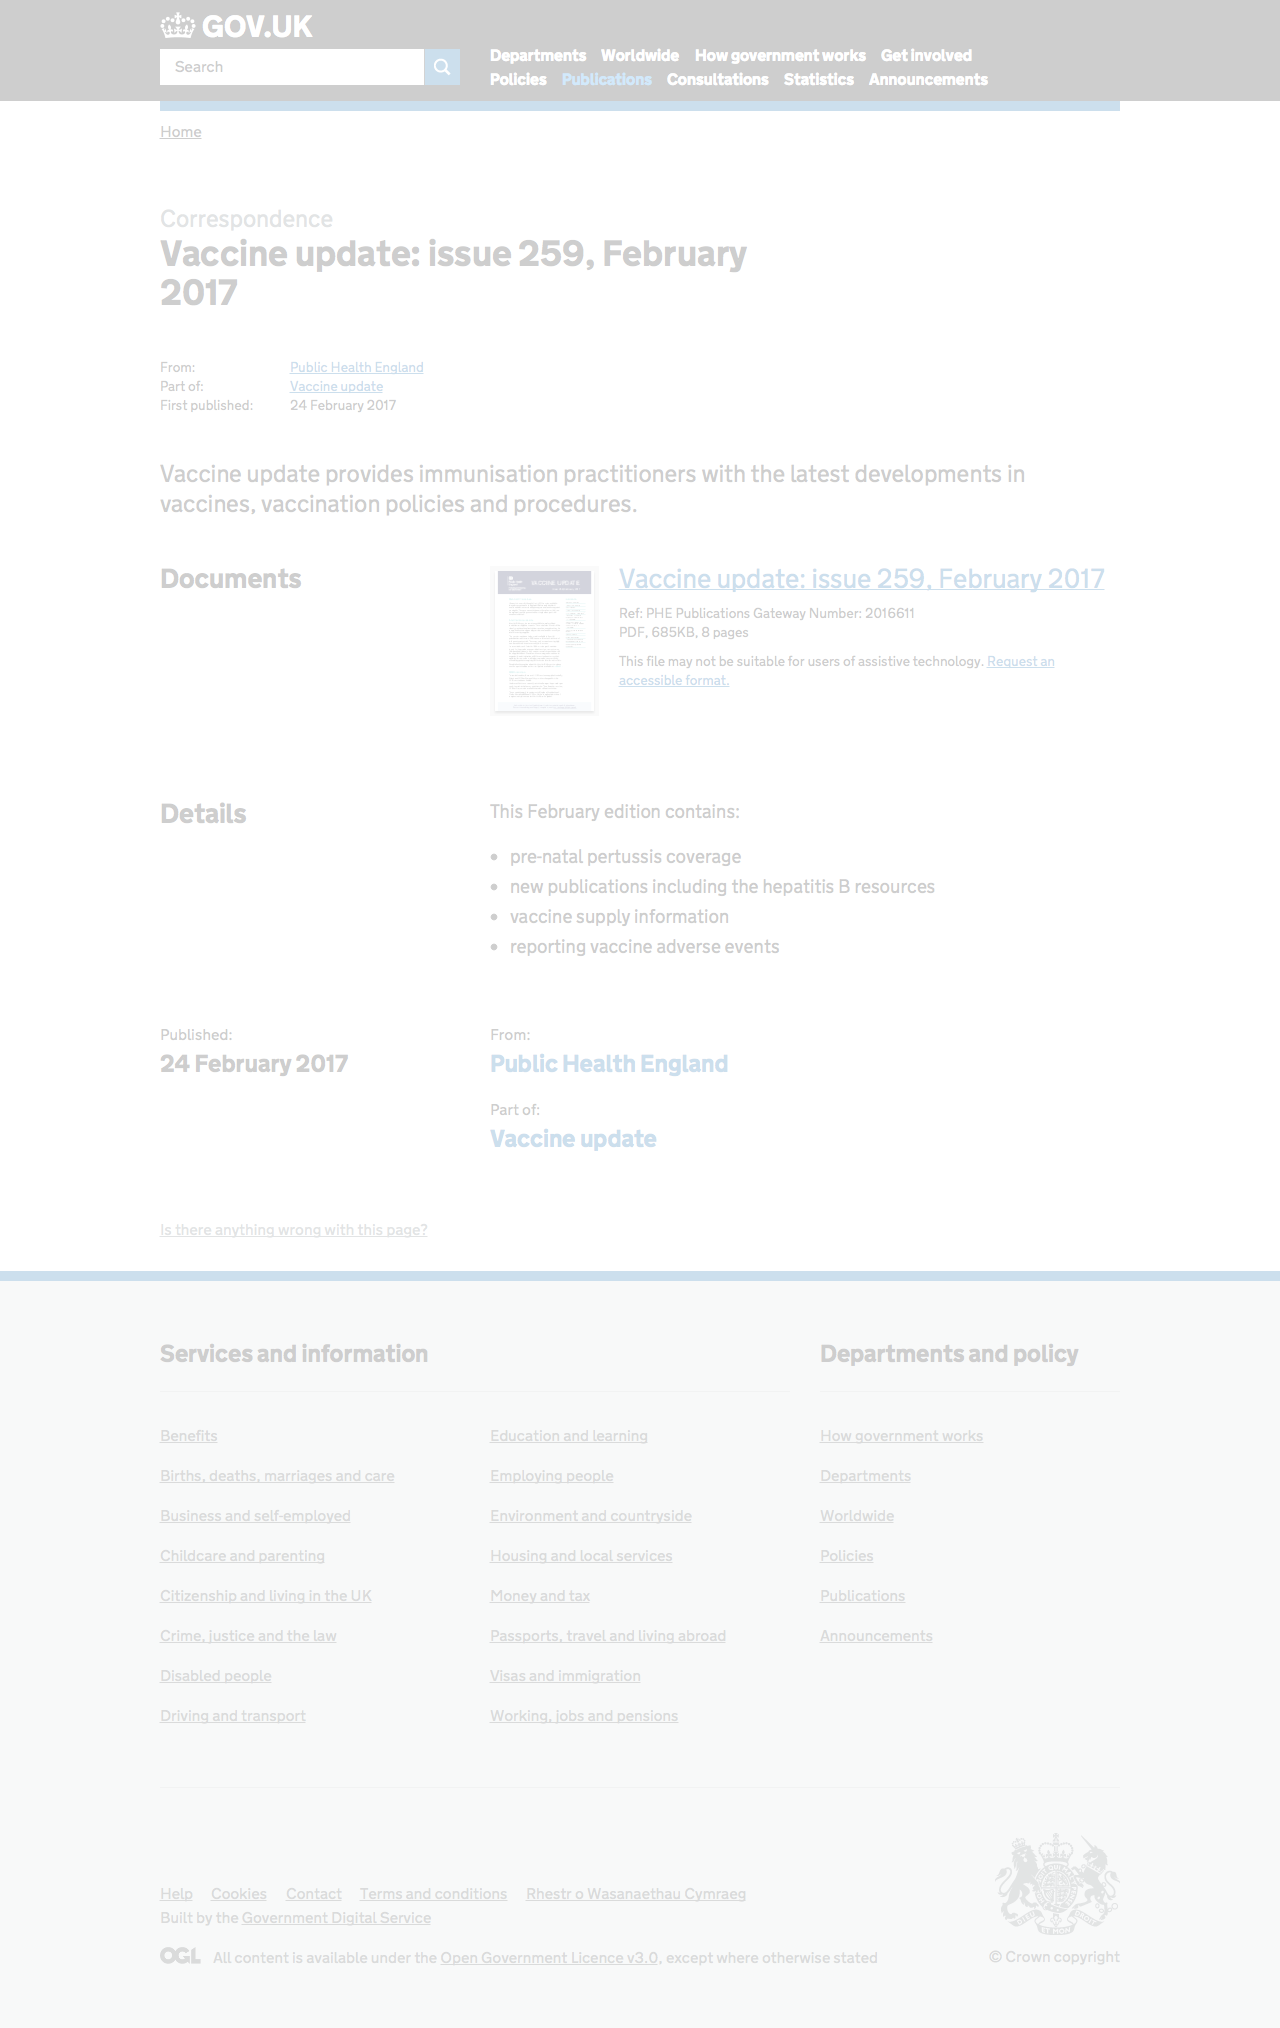 GOV.UK
Search
Departments Worldwide How government works Get involved
Policies Publications Consultations Statistics Announcements
Home
Correspondence
Vaccine update: issue 259, February
2017
From: Public Health England
Part of: Vaccine update
First published: 24 February 2017
Vaccine update provides immunisation practitioners with the latest developments in
vaccines, vaccination policies and procedures.
Documents
VACCINE UPDATE
Vaccine update: issue 259, February 2017
Ref: PHE Publications Gateway Number: 2016611
PDF, 685KB, 8 pages
This file may not be suitable for users of assistive technology. Request an
accessible format.
Details
This February edition contains:
• pre-natal pertussis coverage
• new publications including the hepatitis B resources
• vaccine supply information
• reporting vaccine adverse events
Published:
24 February 2017
From:
Public Health England
Part of:
Vaccine update
Is there anything wrong with this page?
Services and information
Benefits
Births, deaths, marriages and care
Business and self-employed
Childcare and parenting
Citizenship and living in the UK
Crime, justice and the law
Disabled people
Driving and transport
Education and learning
Employing people
Environment and countryside
Housing and local services
Money and tax
Passports, travel and living abroad
Visas and immigration
Working, jobs and pensions
Departments and policy
How government works
Departments
Worldwide
Policies
Publications
Announcements
Help Cookies Contact Terms and conditions Rhestr o Wasanaethau Cymraeg
Built by the Government Digital Service
OGL All content is available under the Open Government Licence v3.0, except where otherwise stated
© Crown copyright